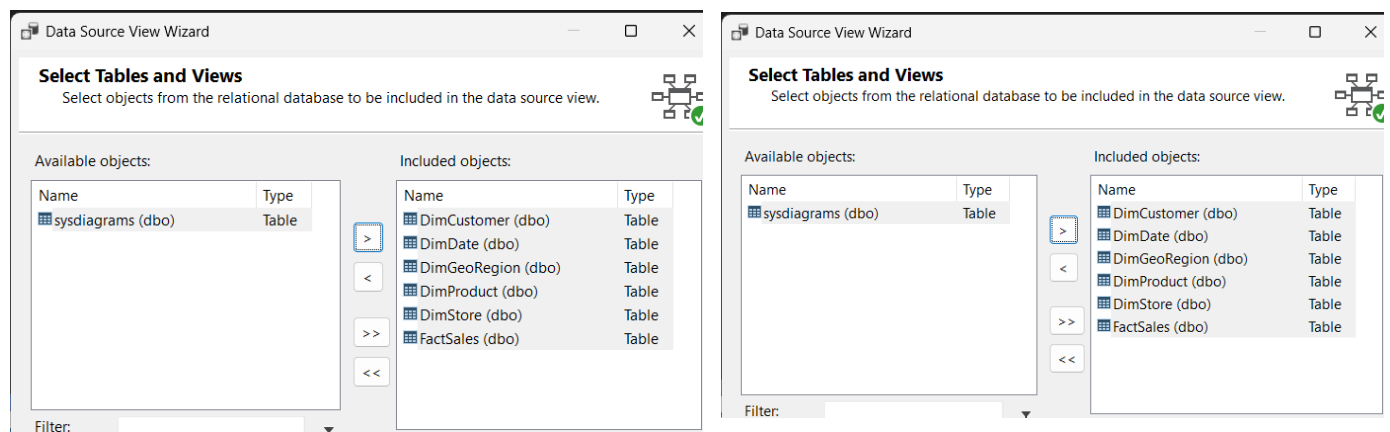 Data Source View Wizard
Select Tables and Views
Select objects from the relational database to be included in the data source view.
Available objects:
Included objects:
Name Type
sysdiagrams (dbo) Table
>
<
>>
<<
Name Type
DimCustomer (dbo) Table
DimDate (dbo) Table
DimGeoRegion (dbo) Table
DimProduct (dbo) Table
DimStore (dbo) Table
FactSales (dbo) Table
Filter:
Data Source View Wizard
Select Tables and Views
Select objects from the relational database to be included in the data source view.
Available objects:
Included objects:
Name Type
sysdiagrams (dbo) Table
>
<
>>
<<
Name Type
DimCustomer (dbo) Table
DimDate (dbo) Table
DimGeoRegion (dbo) Table
DimProduct (dbo) Table
DimStore (dbo) Table
FactSales (dbo) Table
Filter: